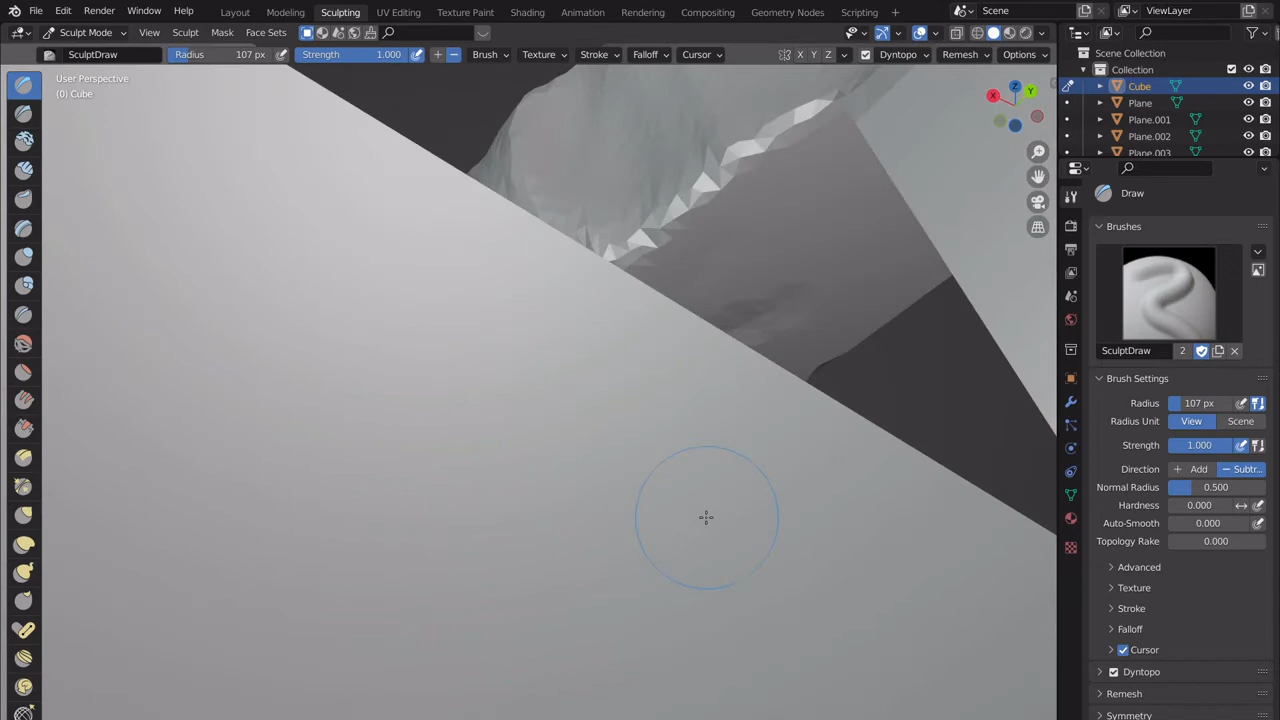 File Edit Render Window Help Layout Modeling Sculpting UV Editing Texture Paint Shading Animation Rendering Compositing Geometry Nodes Scripting Scene ViewLayer
Sculpt Mode View Sculpt Mask Face Sets
SculptDraw Radius 107 px Strength 1.000 Brush Texture Stroke Falloff Cursor X Y Z Dyntopo Remesh Options
User Perspective
(0) Cube
X Y Z
Scene Collection
Collection
Cube
Plane
Plane.001
Plane.002
Plane.003
Draw
Brushes
SculptDraw 2
Brush Settings
Radius 107 px
Radius Unit View Scene
Strength 1.000
Direction Add Subtr...
Normal Radius 0.500
Hardness 0.000
Auto-Smooth 0.000
Topology Rake 0.000
Advanced
Texture
Stroke
Falloff
Cursor
Dyntopo
Remesh
Symmetry